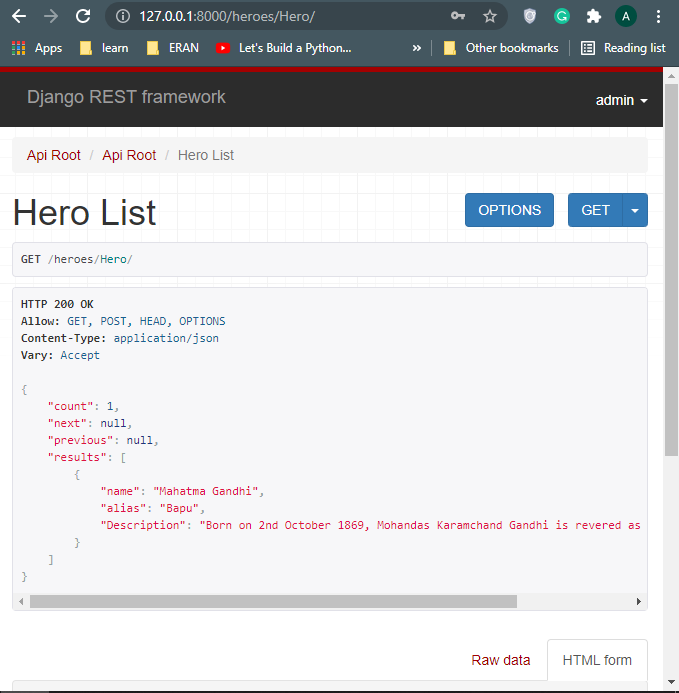 127.0.0.1:8000/heroes/Hero/
A
Apps learn ERAN Let's Build a Python... » Other bookmarks Reading list
Django REST framework admin
Api Root / Api Root / Hero List
Hero List OPTIONS GET
GET /heroes/Hero/
HTTP 200 OK
Allow: GET, POST, HEAD, OPTIONS
Content-Type: application/json
Vary: Accept
{
"count": 1,
"next": null,
"previous": null,
"results": [
{
"name": "Mahatma Gandhi",
"alias": "Bapu",
"Description": "Born on 2nd October 1869, Mohandas Karamchand Gandhi is revered as
}
]
}
Raw data HTML form